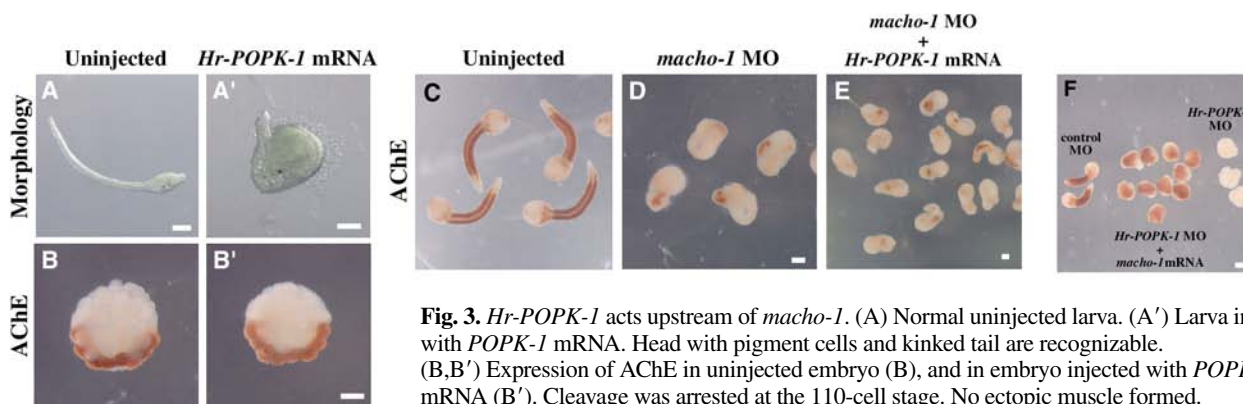 Uninjected
Hr-POPK-1 mRNA
Uninjected
macho-1 MO
macho-1 MO
+
Hr-POPK-1 mRNA
Morphology
AChE
AChE
A
A'
B
B'
C
D
E
F
control
MO
Hr-POPK-
MO
Hr-POPK-1 MO
+
macho-1 mRNA
Fig. 3. Hr-POPK-1 acts upstream of macho-1. (A) Normal uninjected larva. (A′) Larva in
with POPK-1 mRNA. Head with pigment cells and kinked tail are recognizable.
(B,B′) Expression of AChE in uninjected embryo (B), and in embryo injected with POP
mRNA (B′). Cleavage was arrested at the 110-cell stage. No ectopic muscle formed.